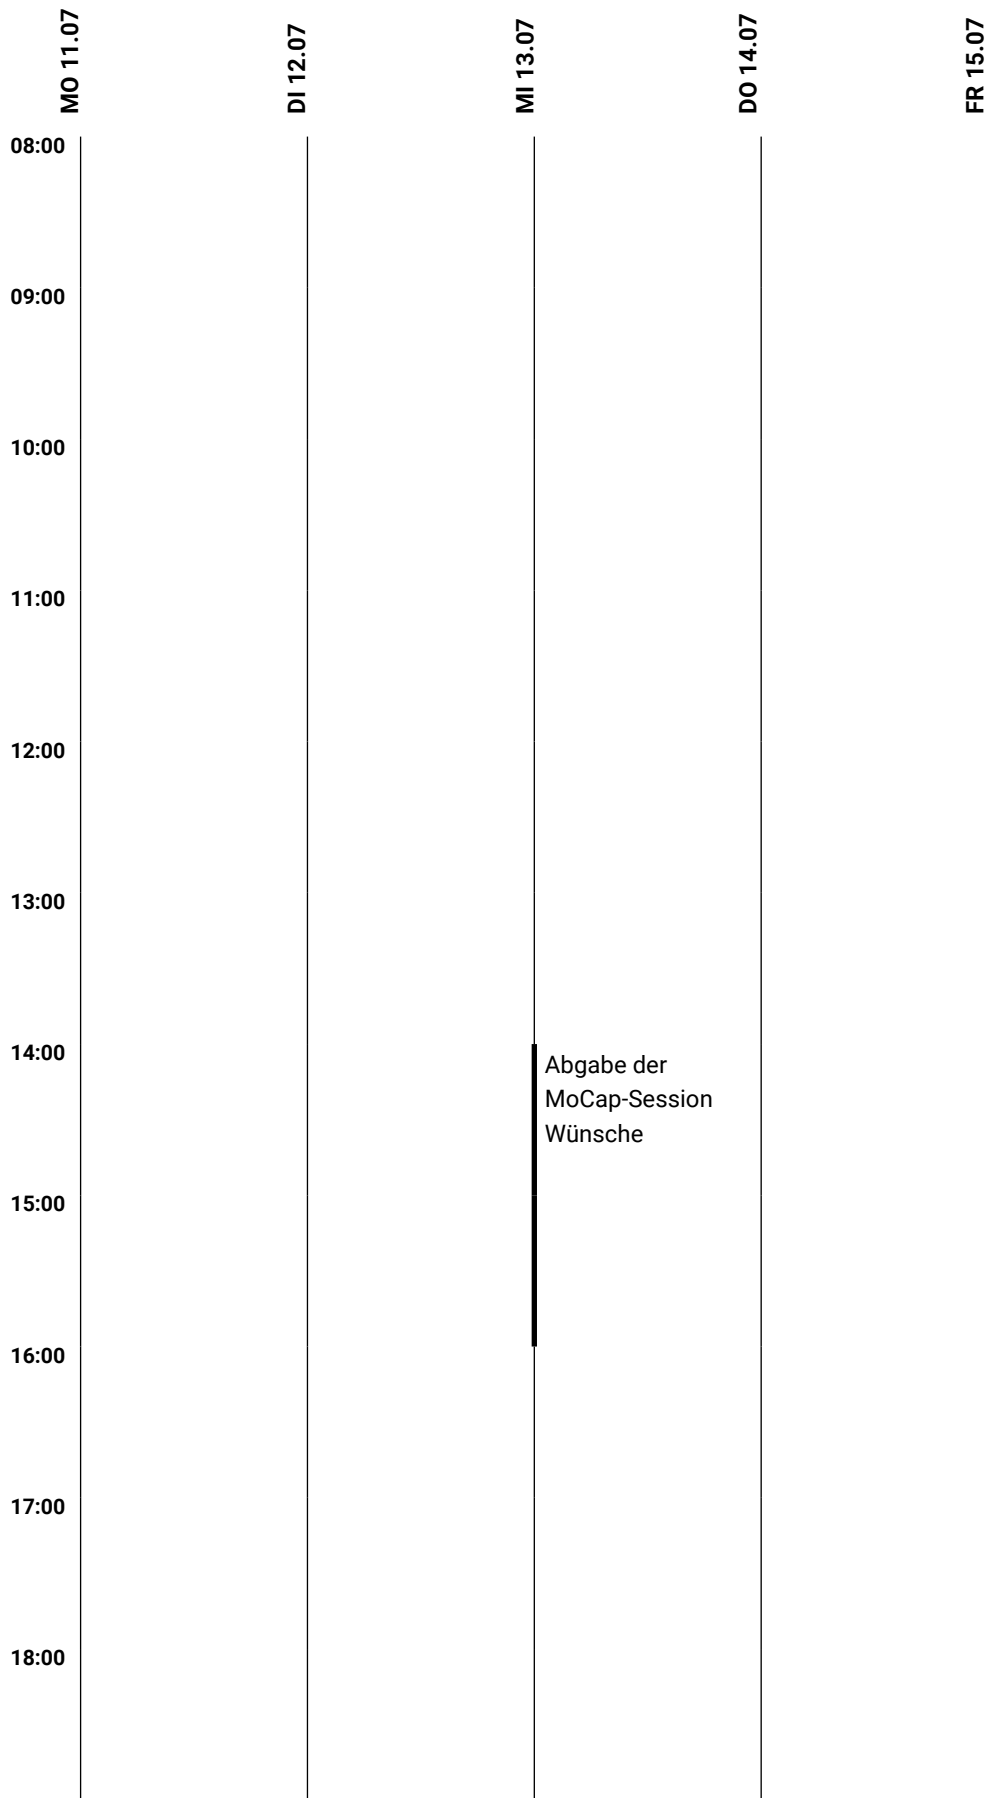 MO 11.07
DI 12.07
MI 13.07
DO 14.07
FR 15.07
08:00
09:00
10:00
11:00
12:00
13:00
14:00
Abgabe der
MoCap-Session
Wünsche
15:00
16:00
17:00
18:00